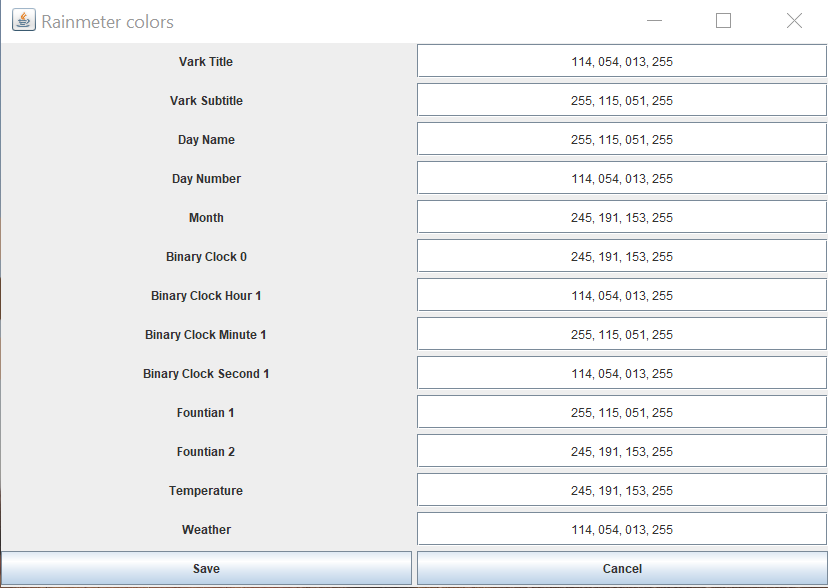 Rainmeter colors
Vark Title 114, 054, 013, 255
Vark Subtitle 255, 115, 051, 255
Day Name 255, 115, 051, 255
Day Number 114, 054, 013, 255
Month 245, 191, 153, 255
Binary Clock 0 245, 191, 153, 255
Binary Clock Hour 1 114, 054, 013, 255
Binary Clock Minute 1 255, 115, 051, 255
Binary Clock Second 1 114, 054, 013, 255
Fountian 1 255, 115, 051, 255
Fountian 2 245, 191, 153, 255
Temperature 245, 191, 153, 255
Weather 114, 054, 013, 255
Save Cancel